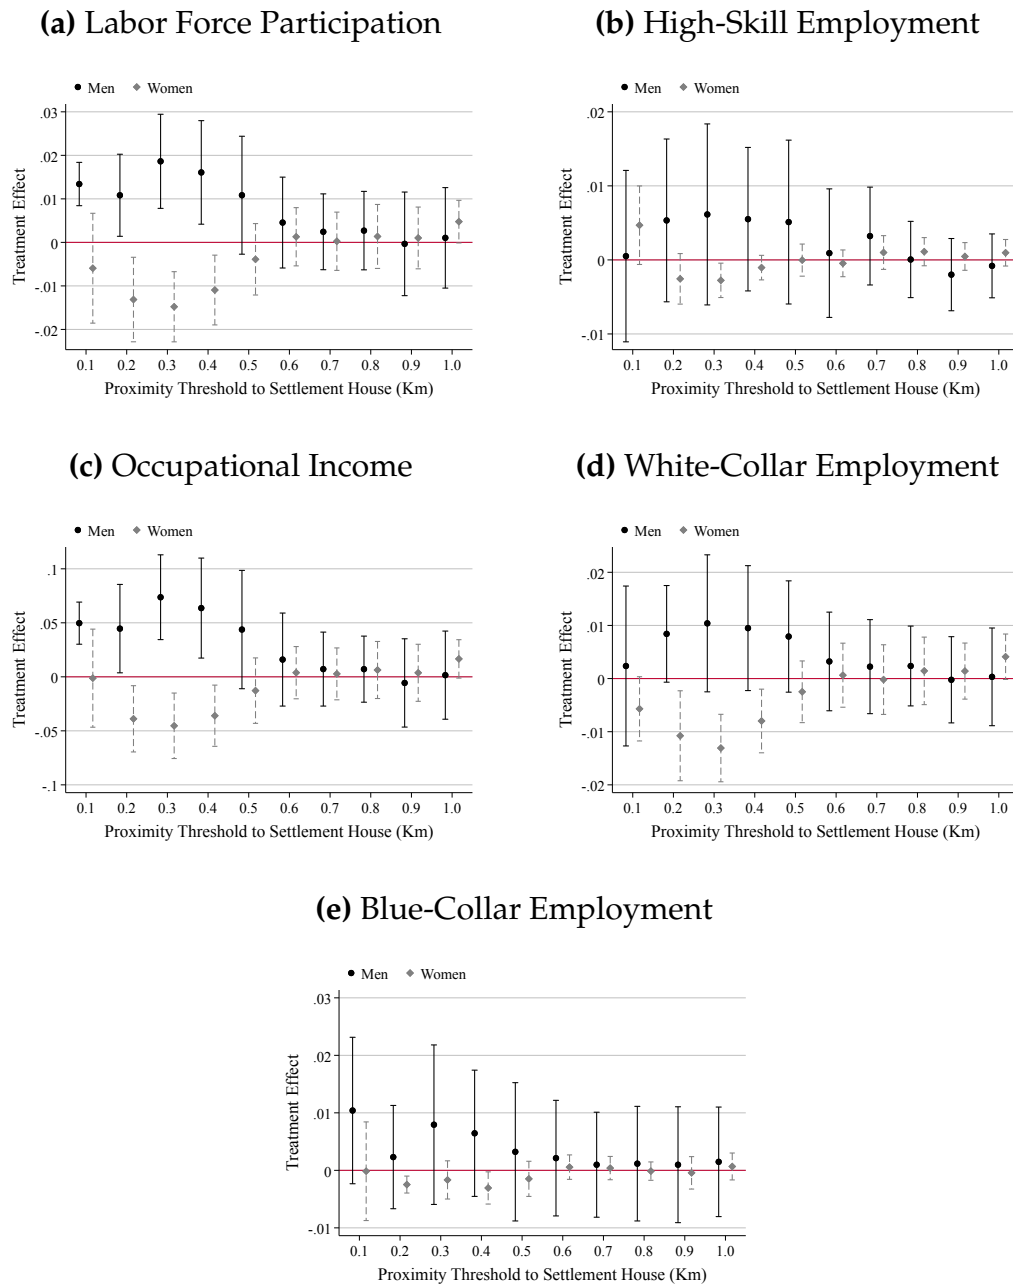 (a) Labor Force Participation
Men Women
Treatment Effect
.03
.02
.01
0
-.01
-.02
0.1 0.2 0.3 0.4 0.5 0.6 0.7 0.8 0.9 1.0
Proximity Threshold to Settlement House (Km)
(b) High-Skill Employment
Men Women
Treatment Effect
.02
.01
0
-.01
0.1 0.2 0.3 0.4 0.5 0.6 0.7 0.8 0.9 1.0
Proximity Threshold to Settlement House (Km)
(c) Occupational Income
Men Women
Treatment Effect
.1
.05
0
-.05
-.1
0.1 0.2 0.3 0.4 0.5 0.6 0.7 0.8 0.9 1.0
Proximity Threshold to Settlement House (Km)
(d) White-Collar Employment
Men Women
Treatment Effect
.02
.01
0
-.01
-.02
0.1 0.2 0.3 0.4 0.5 0.6 0.7 0.8 0.9 1.0
Proximity Threshold to Settlement House (Km)
(e) Blue-Collar Employment
Men Women
Treatment Effect
.03
.02
.01
0
-.01
0.1 0.2 0.3 0.4 0.5 0.6 0.7 0.8 0.9 1.0
Proximity Threshold to Settlement House (Km)